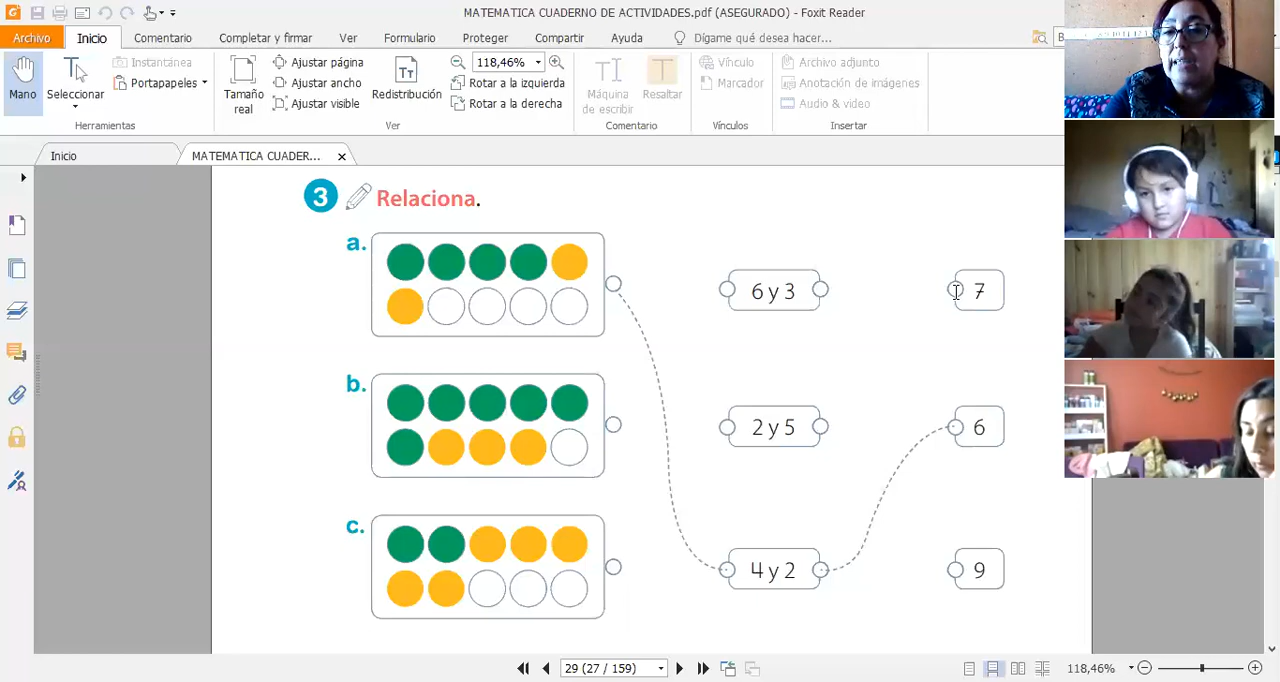 MATEMATICA CUADERNO DE ACTIVIDADES.pdf (ASEGURADO) - Foxit Reader
Archivo Inicio Comentario Completar y firmar Ver Formulario Proteger Compartir Ayuda Dígame qué desea hacer...
Mano
Seleccionar
Instantánea
Portapapeles
Herramientas
Tamaño real
Ajustar página
Ajustar ancho
Ajustar visible
Redistribución
118,46%
Rotar a la izquierda
Rotar a la derecha
Ver
Máquina de escribir
Resaltar
Comentario
Vínculo
Marcador
Vínculos
Archivo adjunto
Anotación de imágenes
Audio & video
Insertar
Inicio
MATEMATICA CUADER...
3 Relaciona.
a.
6 y 3
7
b.
2 y 5
6
c.
4 y 2
9
29 (27 / 159)
118,46%